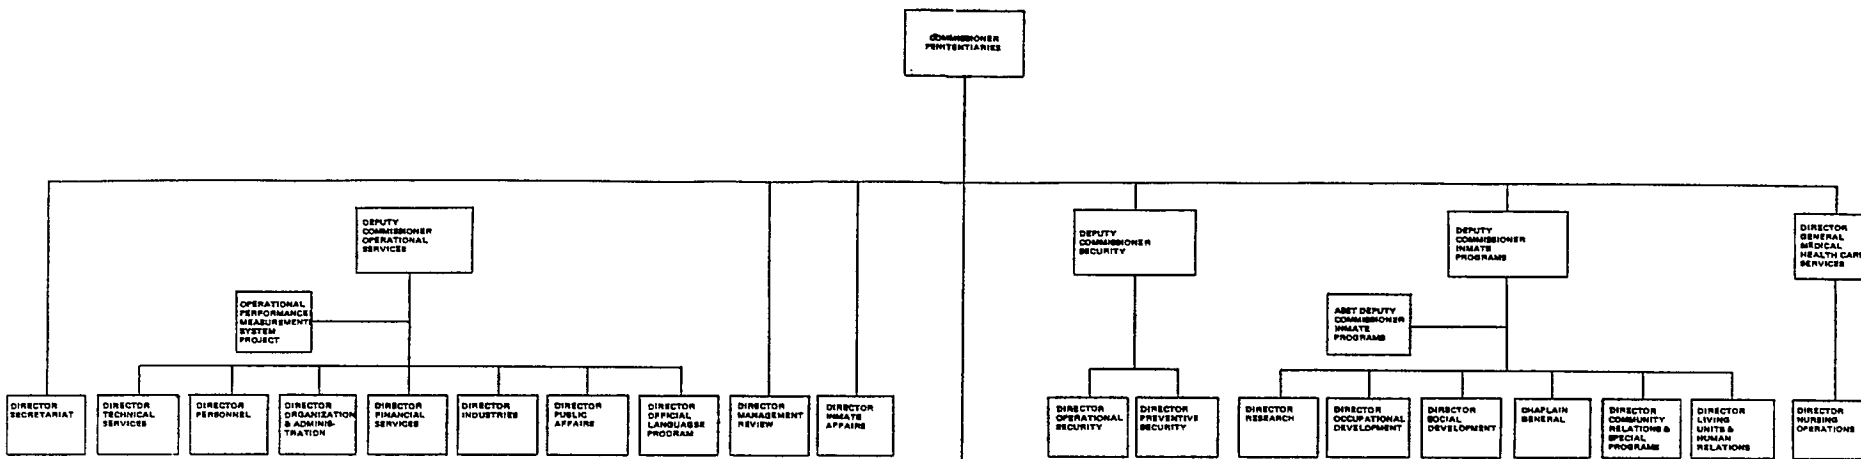 COMMISSIONER
PENITENTIARIES
DEPUTY
COMMISSIONER
OPERATIONAL
SERVICES
DEPUTY
COMMISSIONER
SECURITY
DEPUTY
COMMISSIONER
INMATE
PROGRAMS
DIRECTOR
GENERAL
MEDICAL
HEALTH CARE
SERVICES
OPERATIONAL
PERFORMANCE
MEASUREMENT
SYSTEM
PROJECT
ASST DEPUTY
COMMISSIONER
INMATE
PROGRAMS
DIRECTOR
SECRETARIAT
DIRECTOR
TECHNICAL
SERVICES
DIRECTOR
PERSONNEL
DIRECTOR
ORGANIZATION
& ADMINIS-
TRATION
DIRECTOR
FINANCIAL
SERVICES
DIRECTOR
INDUSTRIES
DIRECTOR
PUBLIC
AFFAIRS
DIRECTOR
OFFICIAL
LANGUAGE
PROGRAM
DIRECTOR
MANAGEMENT
REVIEW
DIRECTOR
INMATE
AFFAIRS
DIRECTOR
OPERATIONAL
SECURITY
DIRECTOR
PREVENTIVE
SECURITY
DIRECTOR
RESEARCH
DIRECTOR
OCCUPATIONAL
DEVELOPMENT
DIRECTOR
SOCIAL
DEVELOPMENT
CHAPLAIN
GENERAL
DIRECTOR
COMMUNITY
RELATIONS &
SPECIAL
PROGRAMS
DIRECTOR
LIVING
UNITS &
HUMAN
RELATIONS
DIRECTOR
NURSING
OPERATIONS